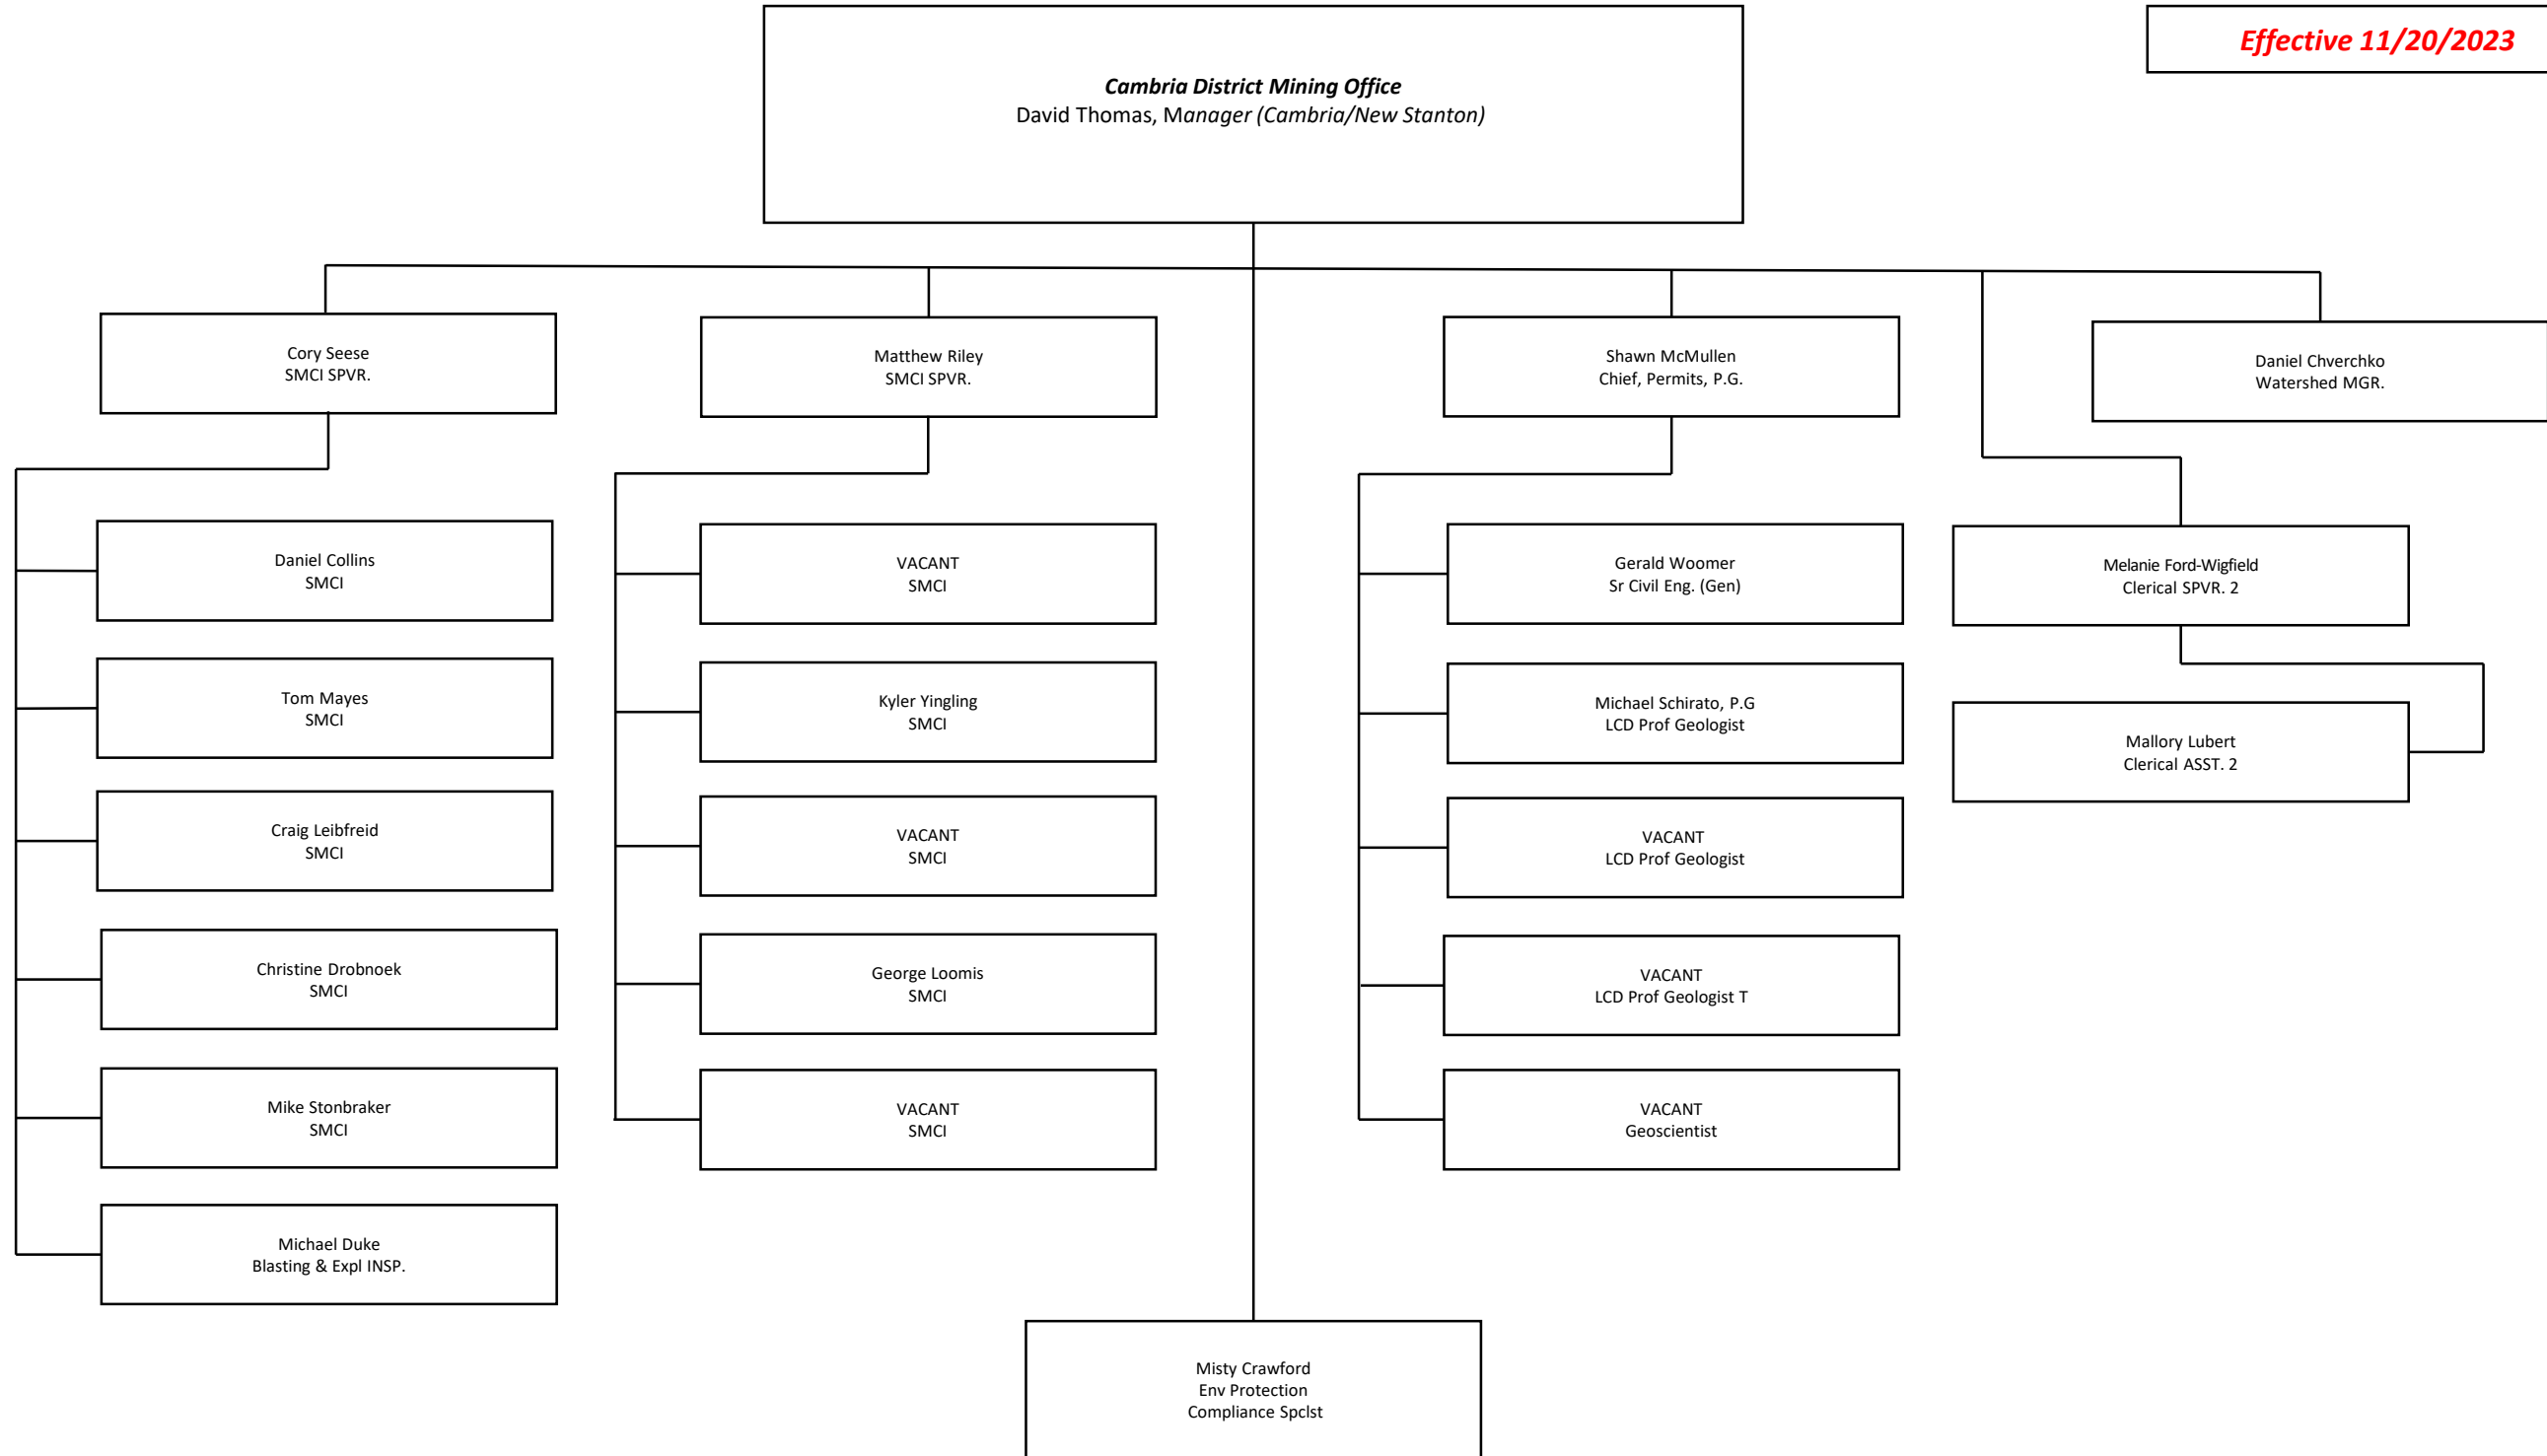 Effective 11/20/2023
Cambria District Mining Office
David Thomas, Manager (Cambria/New Stanton)
Cory Seese
SMCI SPVR.
Matthew Riley
SMCI SPVR.
Shawn McMullen
Chief, Permits, P.G.
Daniel Chverchko
Watershed MGR.
Daniel Collins
SMCI
Tom Mayes
SMCI
Craig Leibfreid
SMCI
Christine Drobnoek
SMCI
Mike Stonbraker
SMCI
Michael Duke
Blasting & Expl INSP.
VACANT
SMCI
Kyler Yingling
SMCI
VACANT
SMCI
George Loomis
SMCI
VACANT
SMCI
Gerald Woomer
Sr Civil Eng. (Gen)
Michael Schirato, P.G
LCD Prof Geologist
VACANT
LCD Prof Geologist
VACANT
LCD Prof Geologist T
VACANT
Geoscientist
Melanie Ford-Wigfield
Clerical SPVR. 2
Mallory Lubert
Clerical ASST. 2
Misty Crawford
Env Protection
Compliance Spclst